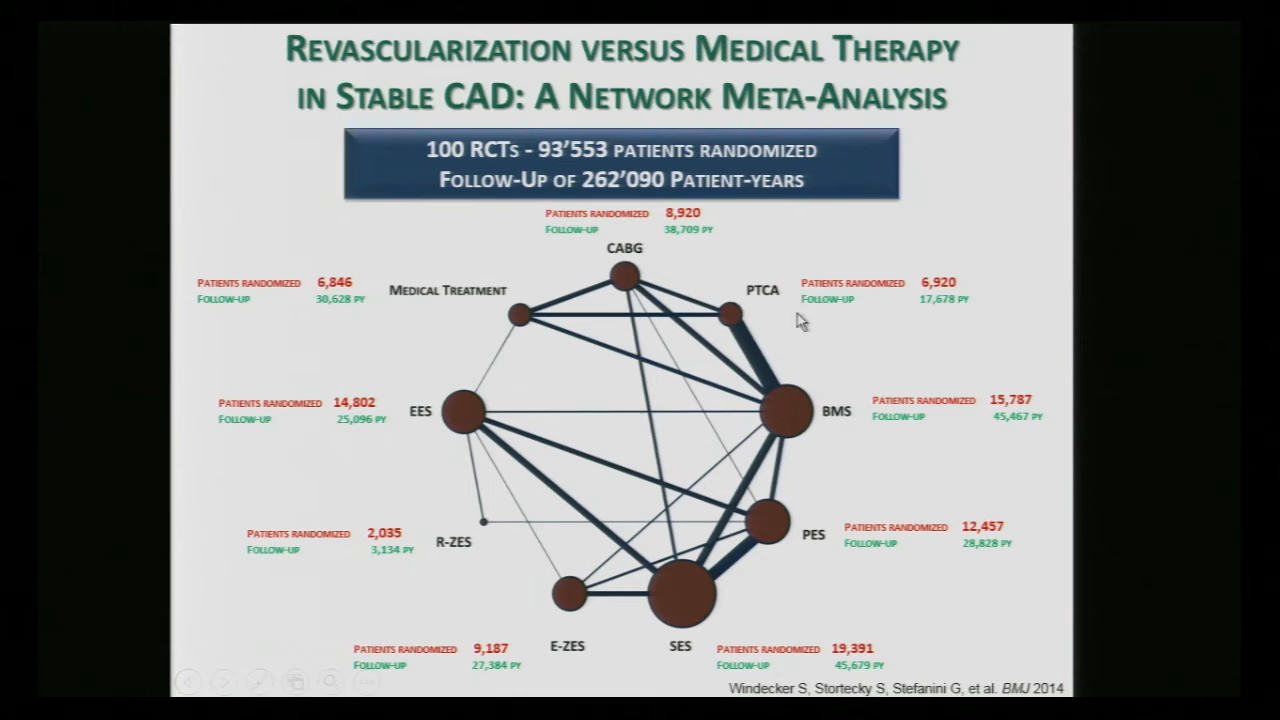 REVASCULARIZATION VERSUS MEDICAL THERAPY
IN STABLE CAD: A NETWORK META-ANALYSIS
100 RCTS - 93'553 PATIENTS RANDOMIZED
FOLLOW-UP OF 262'090 PATIENT-YEARS
PATIENTS RANDOMIZED 8,920
FOLLOW-UP 38,709 PY
CABG
PATIENTS RANDOMIZED 6,846
FOLLOW-UP 30,628 PY
MEDICAL TREATMENT
PTCA
PATIENTS RANDOMIZED 6,920
FOLLOW-UP 17,678 PY
PATIENTS RANDOMIZED 14,802
FOLLOW-UP 25,096 PY
EES
BMS
PATIENTS RANDOMIZED 15,787
FOLLOW-UP 45,467 PY
PATIENTS RANDOMIZED 2,035
FOLLOW-UP 3,134 PY
R-ZES
PES
PATIENTS RANDOMIZED 12,457
FOLLOW-UP 28,828 PY
PATIENTS RANDOMIZED 9,187
FOLLOW-UP 27,384 PY
E-ZES
SES
PATIENTS RANDOMIZED 19,391
FOLLOW-UP 45,679 PY
Windecker S, Stortecky S, Stefanini G, et al. BMJ 2014